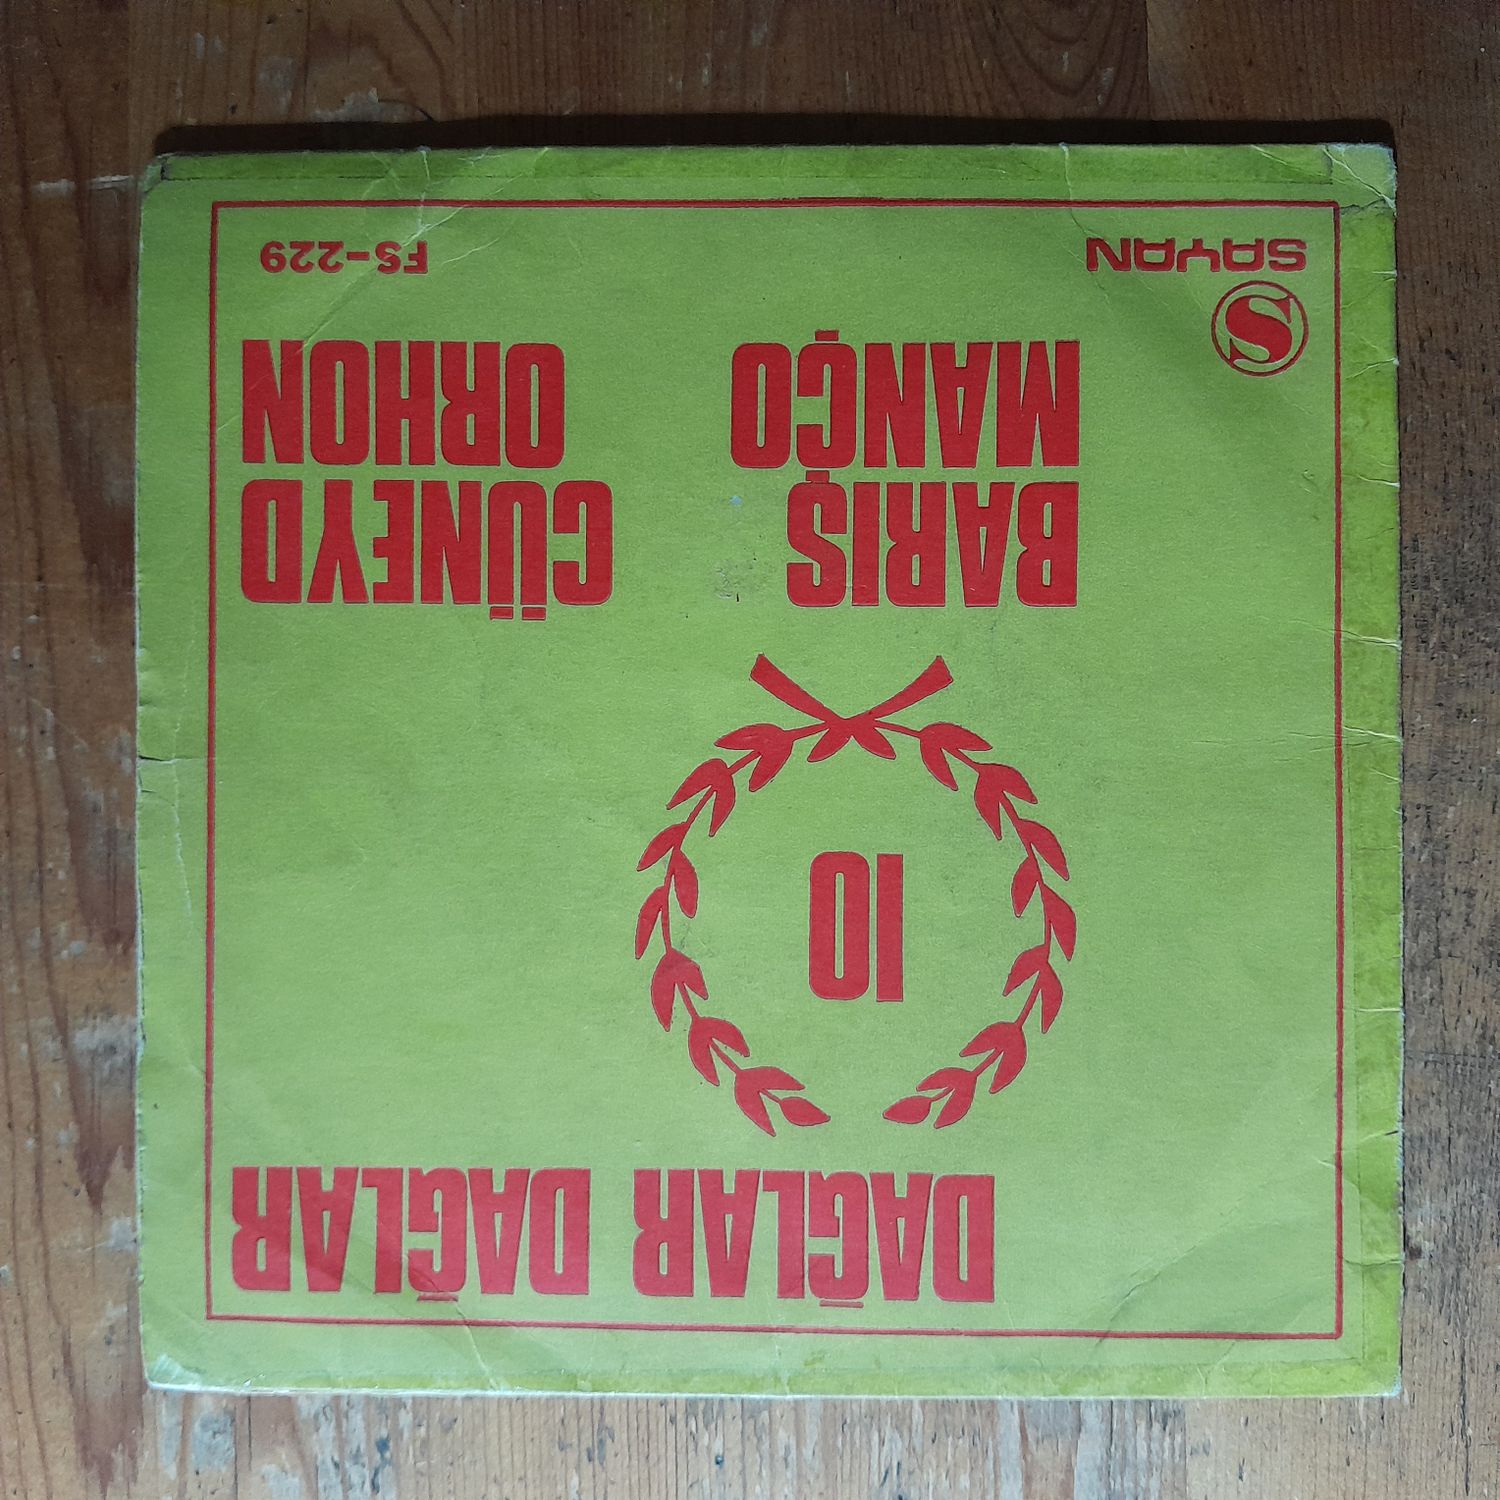 DAĞLAR DAĞLAR
10
BARIŞ
MANÇO
CÜNEYD
ORHON
S
SAYAN
FS-229